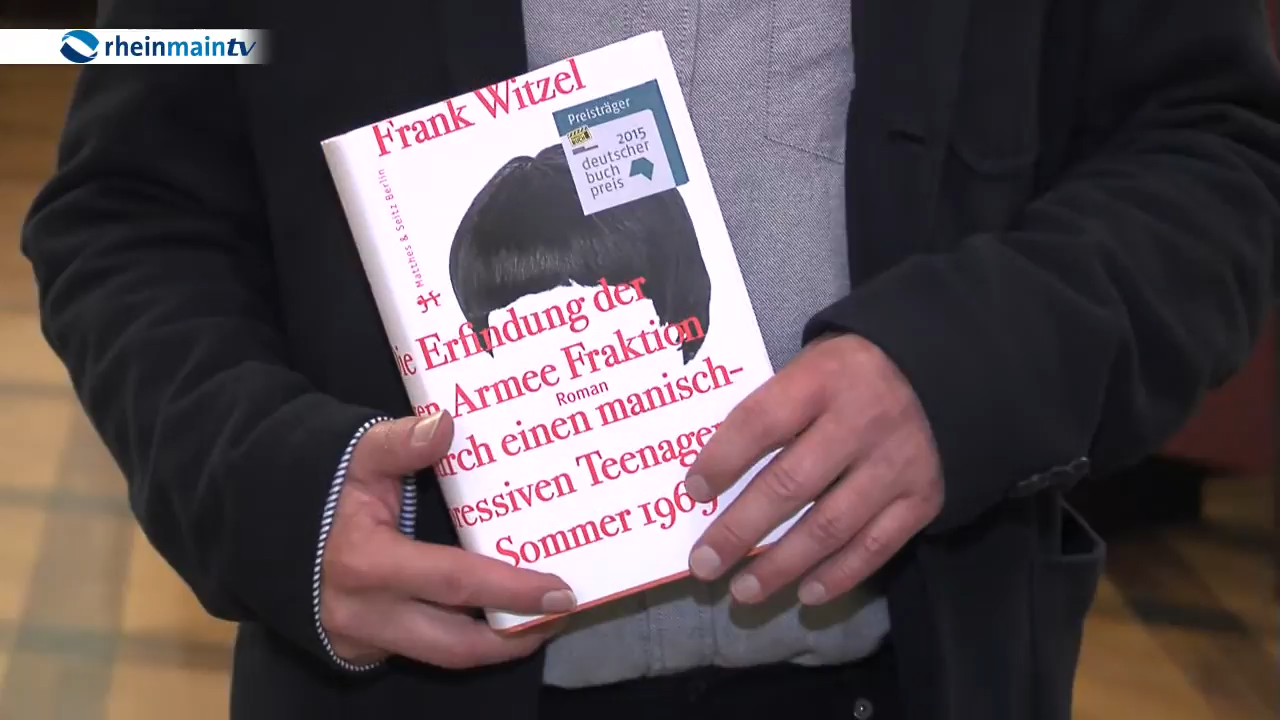 rheinmaintv
Frank Witzel
Preisträger
2015
deutscher
buch
preis
Matthes & Seitz Berlin
Die Erfindung der
Armee Fraktion
Roman
durch einen manisch-
pressiven Teenager
Sommer 1969